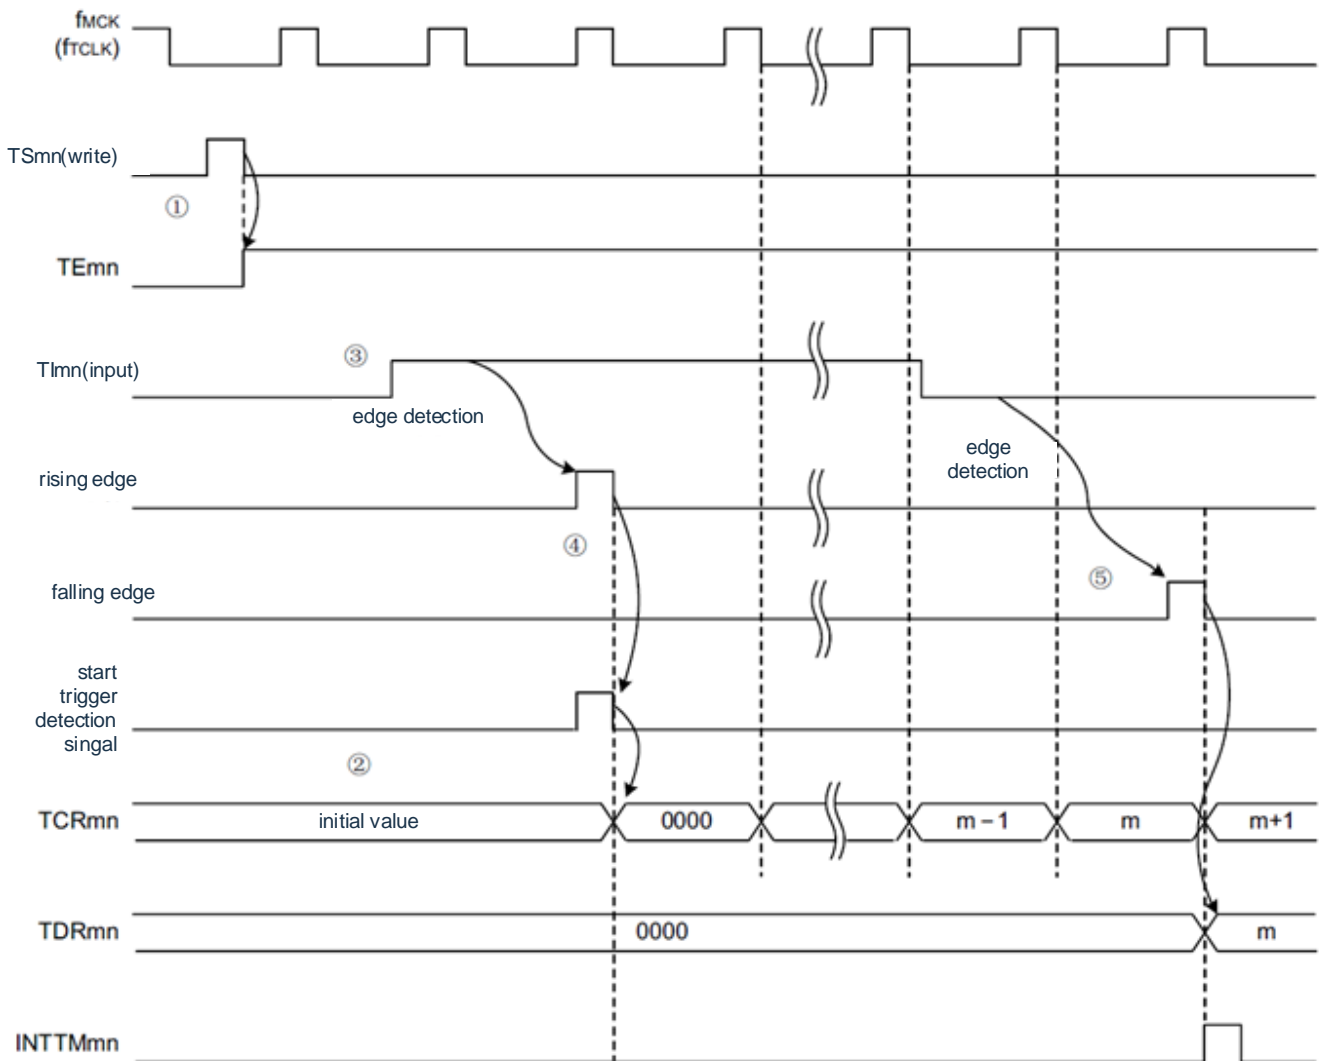 fMCK
(fTCLK)
TSmn(write)
①
TEmn
③
TImn(input)
edge detection
edge
detection
rising edge
④
⑤
falling edge
start
trigger
detection
singal
②
TCRmn
initial value
0000
m−1
m
m+1
TDRmn
0000
m
INTTMmn